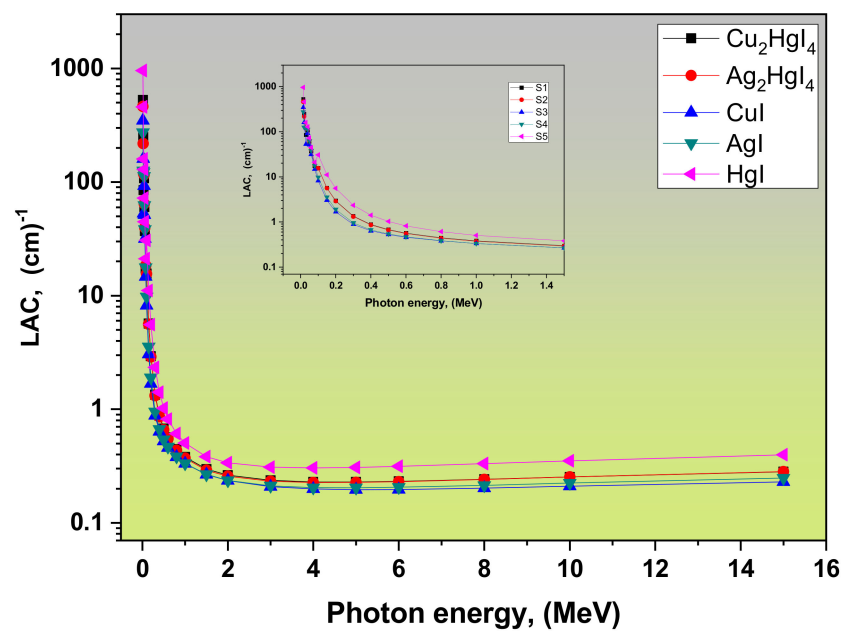 1000
100
10
1
0.1
LAC, (cm)-1
0
2
4
6
8
10
12
14
16
Photon energy, (MeV)
Cu2HgI4
Ag2HgI4
CuI
AgI
HgI
1000
100
10
1
0.1
LAC, (cm)-1
0.0
0.2
0.4
0.6
0.8
1.0
1.2
1.4
Photon energy, (MeV)
S1
S2
S3
S4
S5